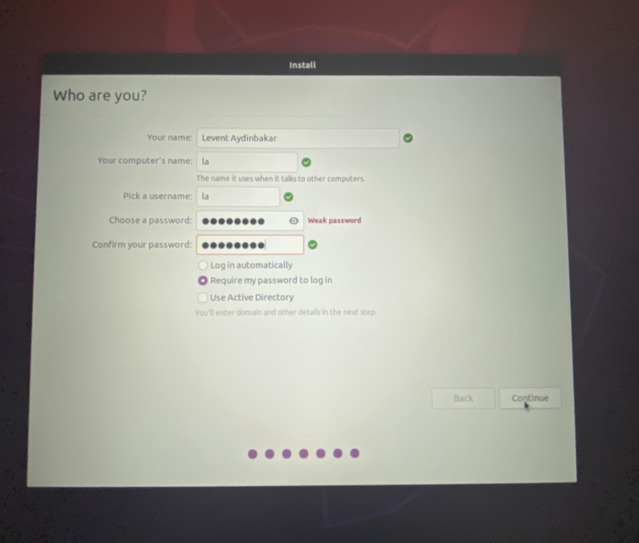 Install
Who are you?
Your name: Levent Aydinbakar
Your computer's name: la
The name it uses when it talks to other computers.
Pick a username: la
Choose a password: ●●●●●●●● Weak password
Confirm your password: ●●●●●●●●
Log in automatically
Require my password to log in
Use Active Directory
You'll enter domain and other details in the next step.
Back Continue